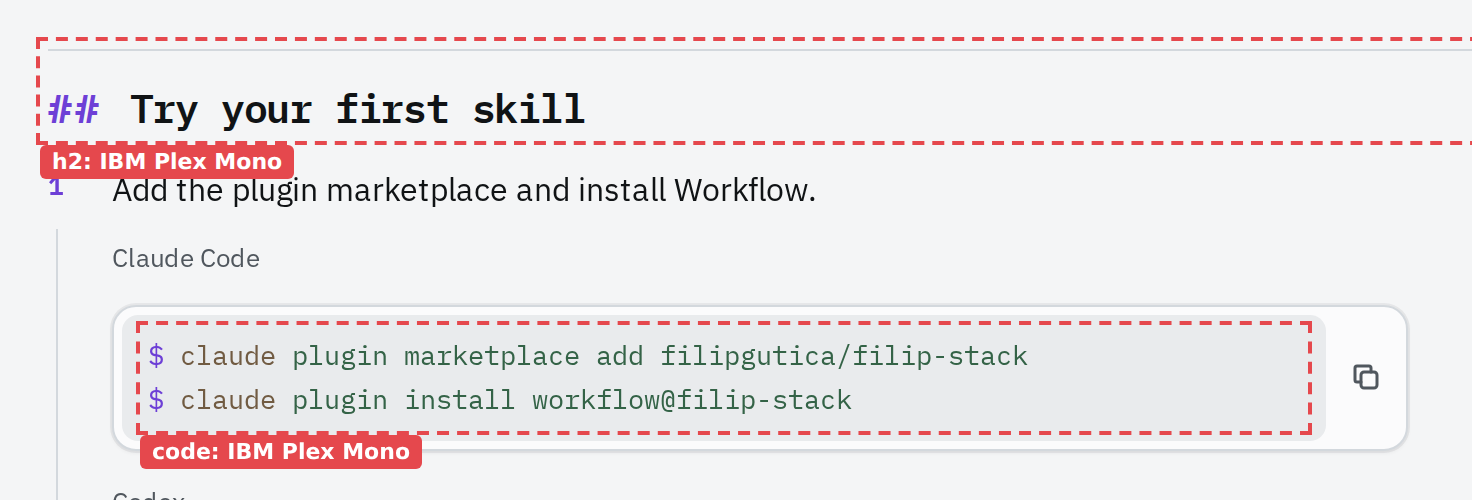 ## Try your first skill
h2: IBM Plex Mono
1 Add the plugin marketplace and install Workflow.
Claude Code
$ claude plugin marketplace add filipgutica/filip-stack
$ claude plugin install workflow@filip-stack
code: IBM Plex Mono
Codex